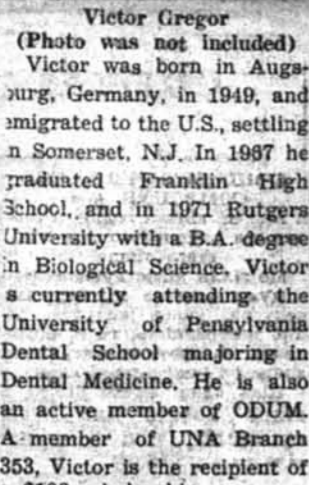 Victor Gregor
(Photo was not included)
Victor was born in Augs-
burg, Germany, in 1949, and
emigrated to the U.S., settling
in Somerset, N.J. In 1967 he
graduated Franklin High
School, and in 1971 Rutgers
University with a B.A. degree
in Biological Science. Victor
is currently attending the
University of Pensylvania
Dental School majoring in
Dental Medicine. He is also
an active member of ODUM.
A member of UNA Branch
353, Victor is the recipient of